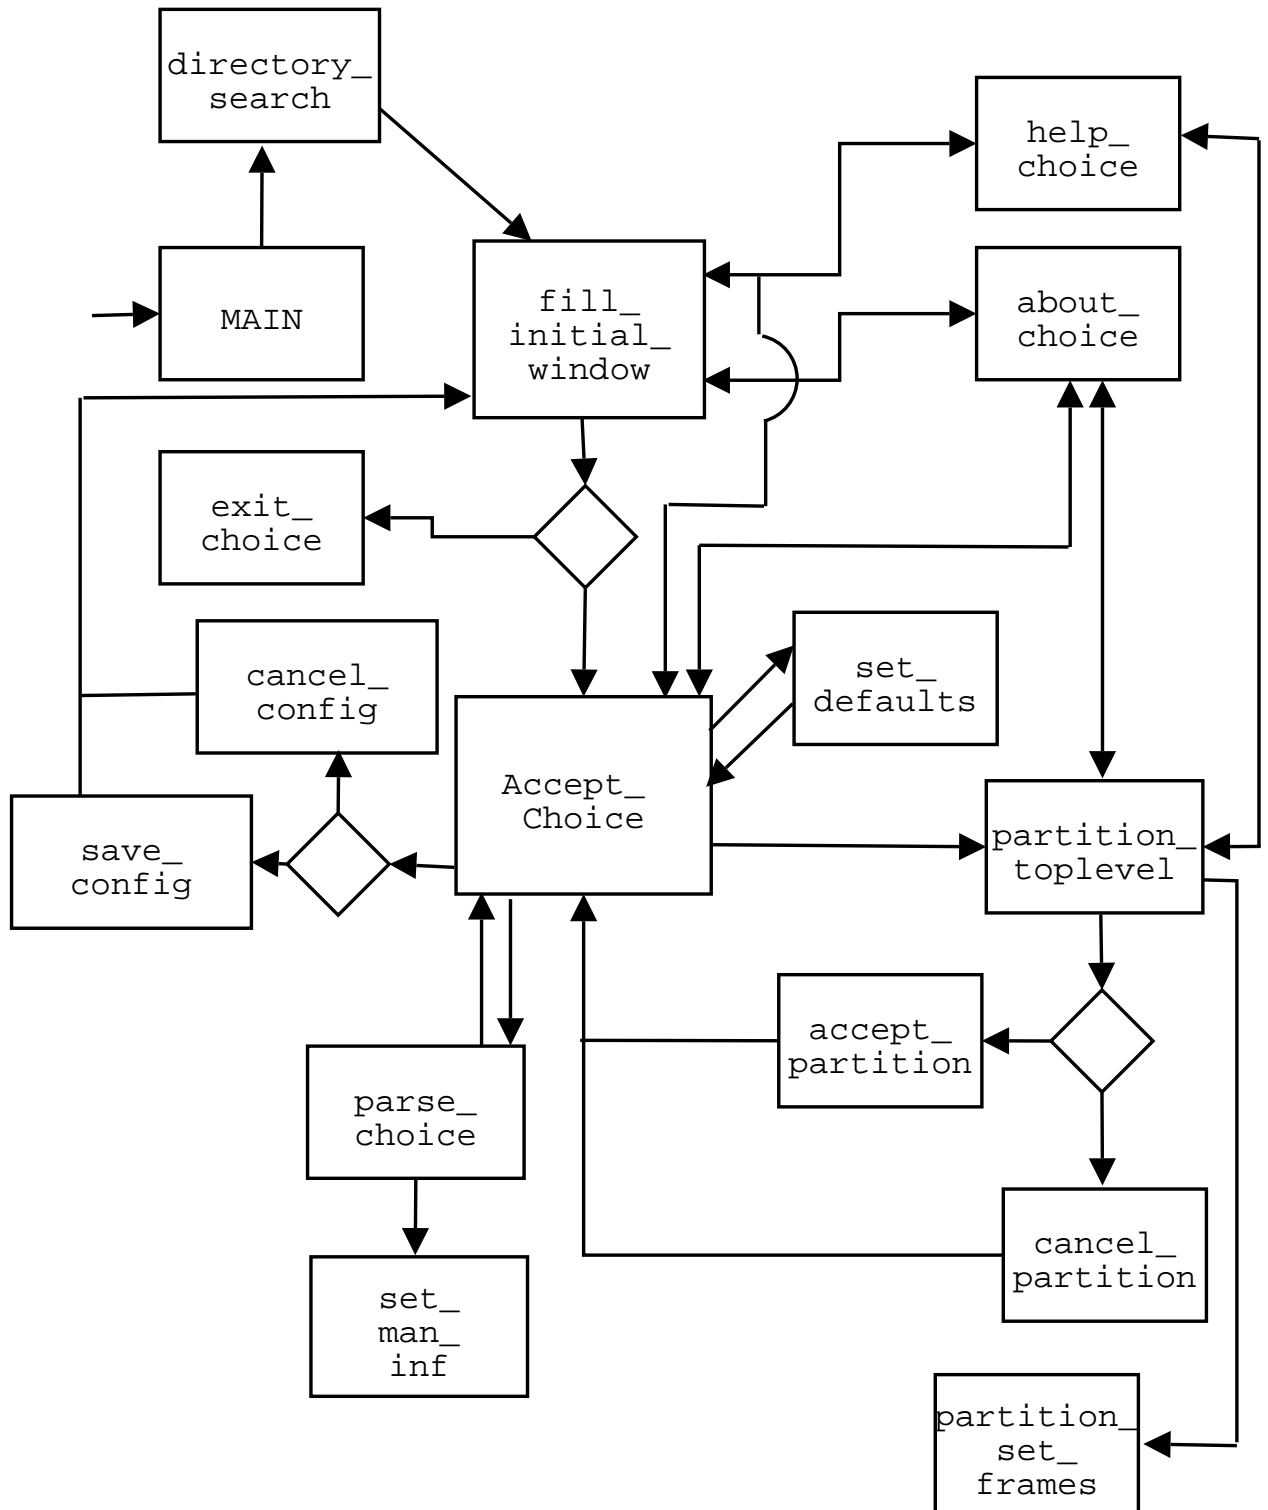 directory_
search
help_
choice
MAIN
fill_
initial_
window
about_
choice
exit_
choice
cancel_
config
set_
defaults
Accept_
Choice
save_
config
partition_
toplevel
accept_
partition
parse_
choice
cancel_
partition
set_
man_
inf
partition_
set_
frames